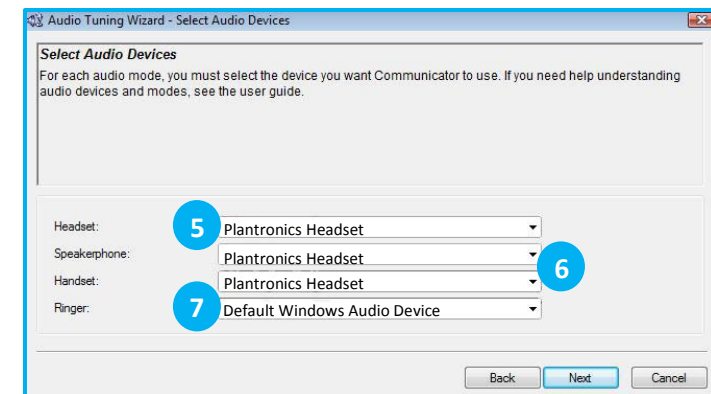 Audio Tuning Wizard - Select Audio Devices
Select Audio Devices
For each audio mode, you must select the device you want Communicator to use. If you need help understanding
audio devices and modes, see the user guide.
Headset: 5 Plantronics Headset
Speakerphone: Plantronics Headset
6
Handset: Plantronics Headset
Ringer: 7 Default Windows Audio Device
Back Next Cancel